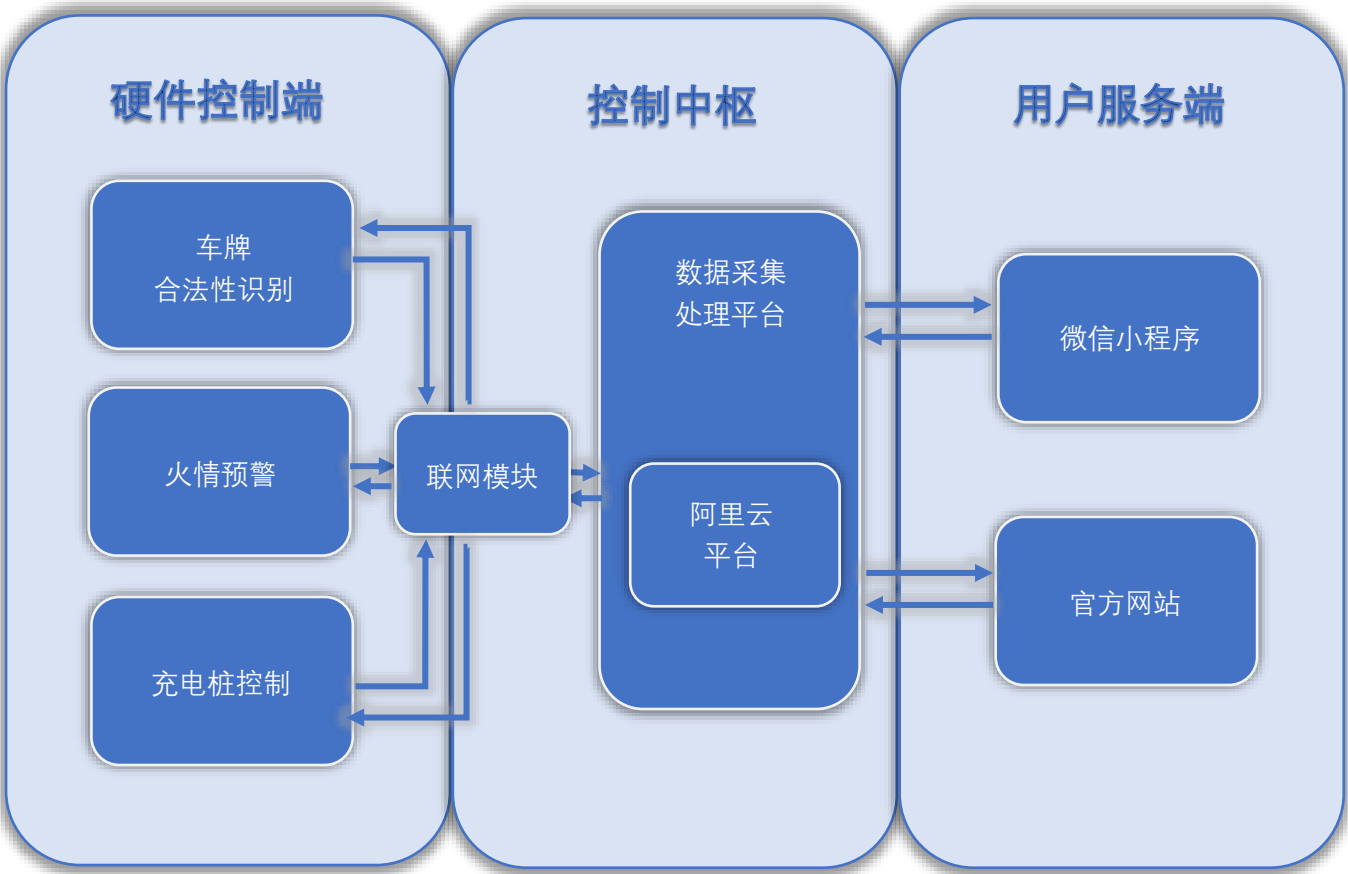 硬件控制端
控制中枢
用户服务端
车牌
合法性识别
火情预警
充电桩控制
联网模块
数据采集
处理平台
阿里云
平台
微信小程序
官方网站